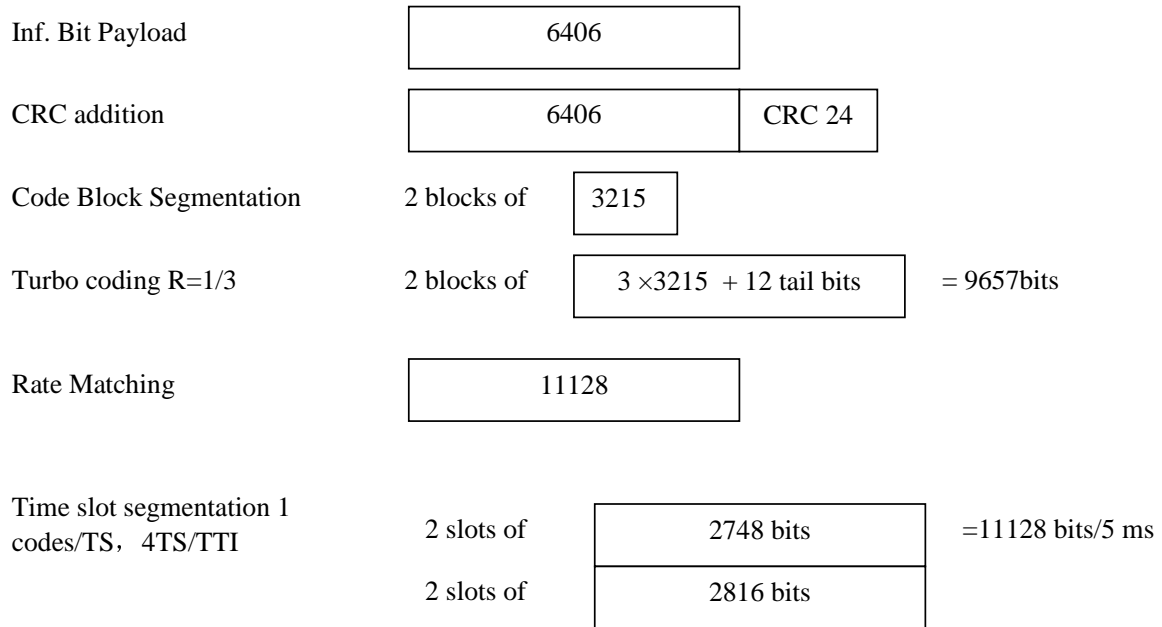 Inf. Bit Payload 6406
CRC addition 6406 CRC 24
Code Block Segmentation 2 blocks of 3215
Turbo coding R=1/3 2 blocks of 3 ×3215 + 12 tail bits = 9657bits
Rate Matching 11128
Time slot segmentation 1
codes/TS，4TS/TTI 2 slots of 2748 bits =11128 bits/5 ms
2 slots of 2816 bits